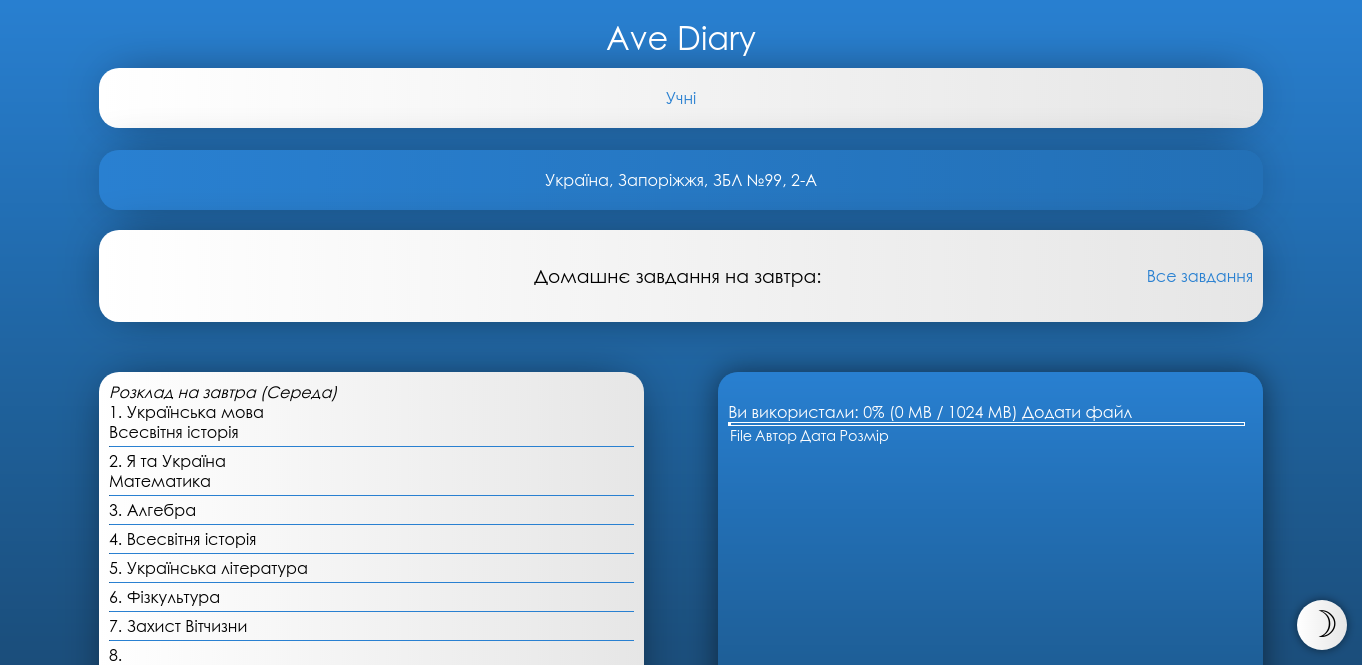 Ave Diary
Учні
Україна, Запоріжжя, ЗБЛ №99, 2-А
Домашнє завдання на завтра:
Все завдання
Розклад на завтра (Середа)
1. Українська мова
Всесвітня історія
2. Я та Україна
Математика
3. Алгебра
4. Всесвітня історія
5. Українська література
6. Фізкультура
7. Захист Вітчизни
8.
Ви використали: 0% (0 MB / 1024 MB) Додати файл
File Автор Дата Розмір